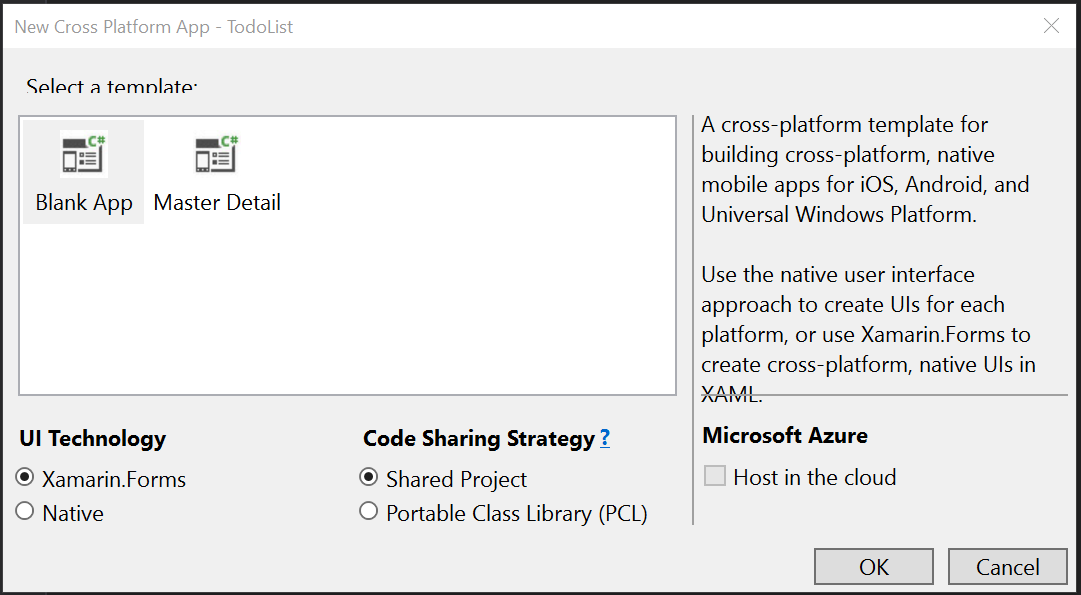 New Cross Platform App - TodoList
Select a template:
C#
C#
Blank App
Master Detail
A cross-platform template for
building cross-platform, native
mobile apps for iOS, Android, and
Universal Windows Platform.
Use the native user interface
approach to create UIs for each
platform, or use Xamarin.Forms to
create cross-platform, native UIs in
XAML.
UI Technology
Xamarin.Forms
Native
Code Sharing Strategy ?
Shared Project
Portable Class Library (PCL)
Microsoft Azure
Host in the cloud
OK
Cancel